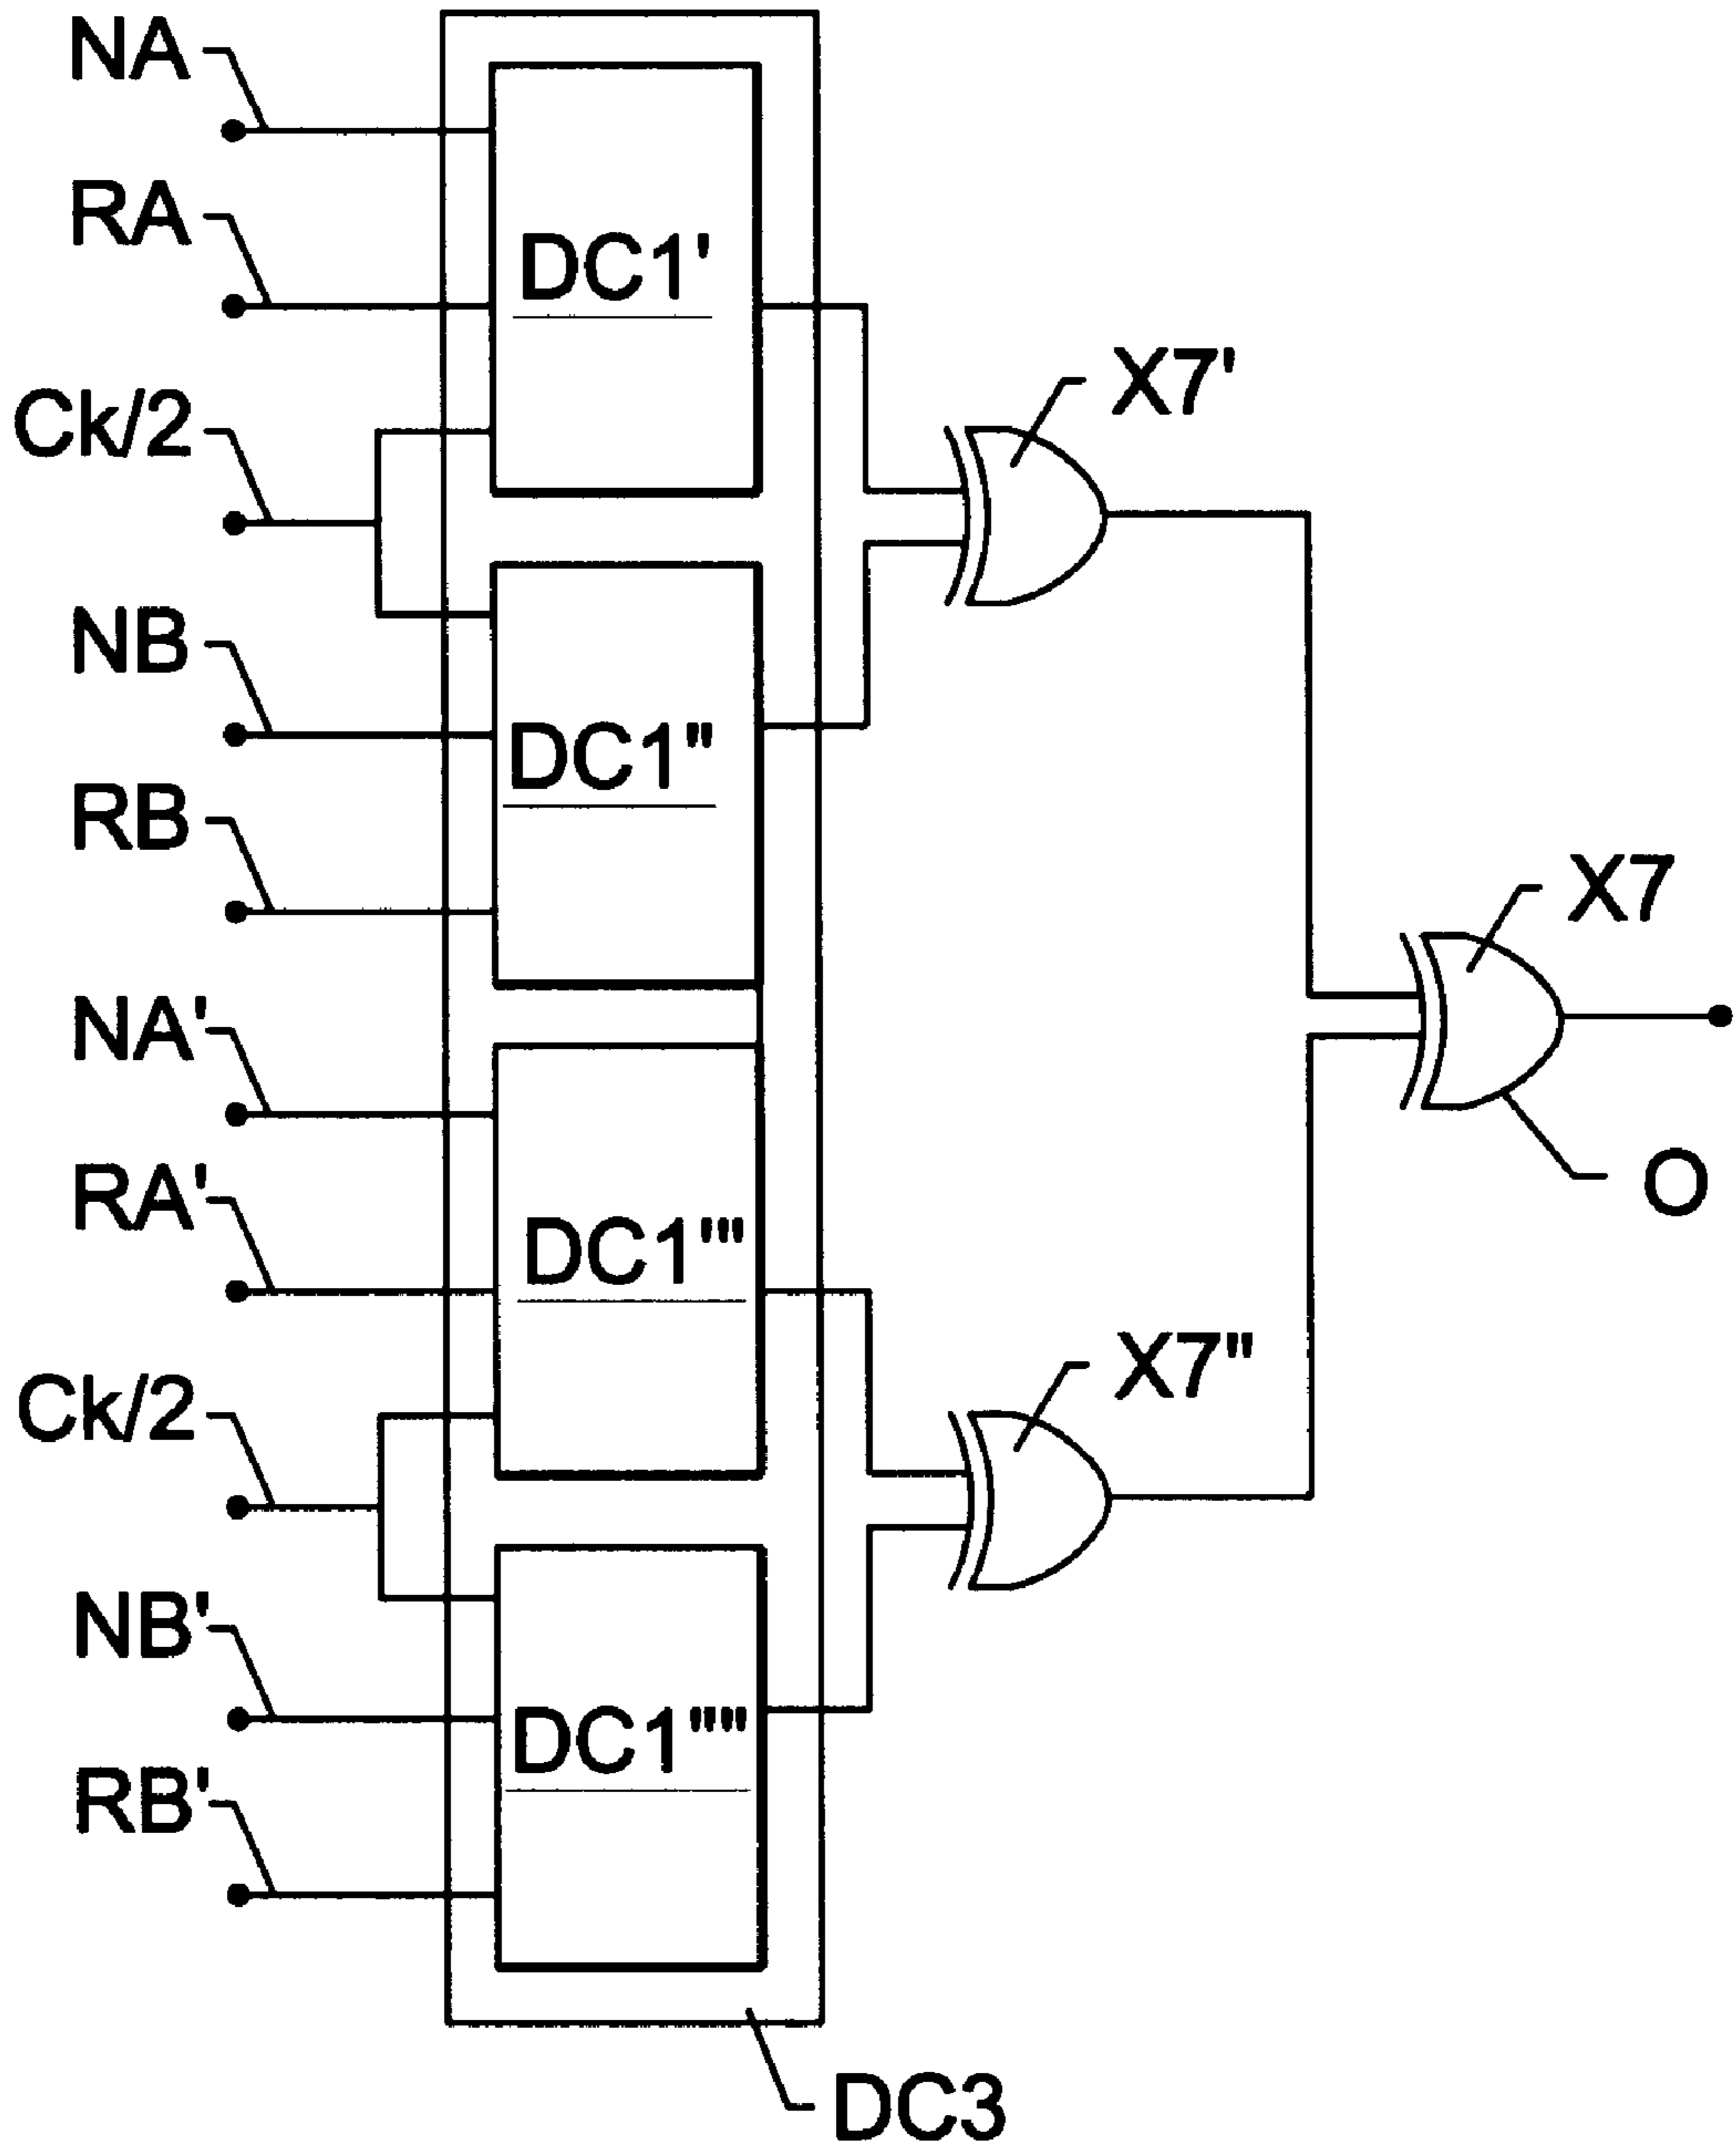 NA
RA
DC1'
X7'
Ck/2
NB
DC1"
RB
X7
NA'
RA'
O
DC1'"
X7"
Ck/2
NB'
DC1""
RB'
DC3